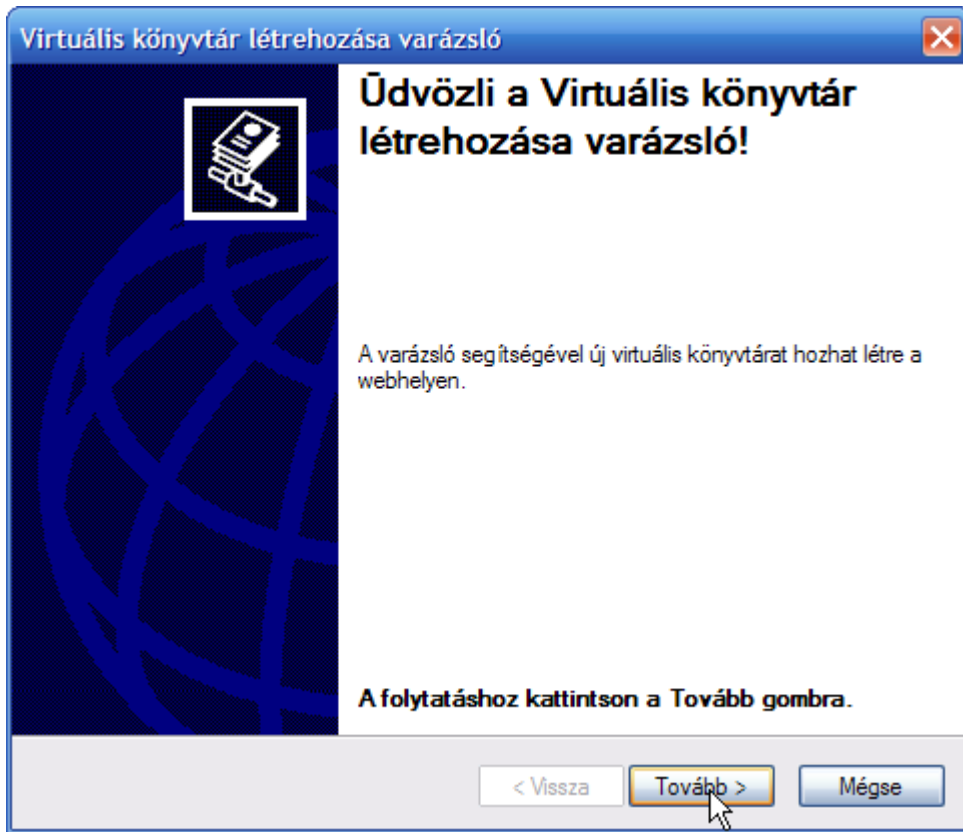 Virtuális könyvtár létrehozása varázsló
Üdvözli a Virtuális könyvtár
létrehozása varázsló!
A varázsló segítségével új virtuális könyvtárat hozhat létre a
webhelyen.
A folytatáshoz kattintson a Tovább gombra.
< Vissza
Tovább >
Mégse